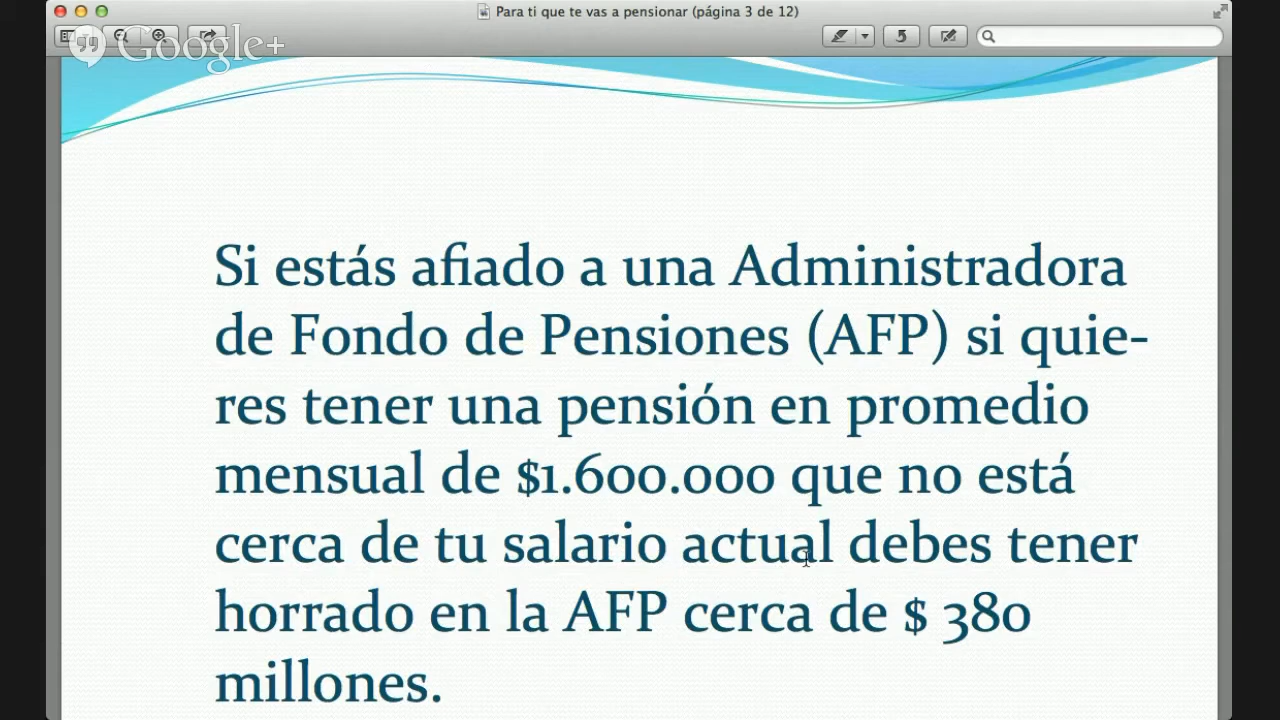 Para ti que te vas a pensionar (página 3 de 12)
Google+
Si estás afiado a una Administradora
de Fondo de Pensiones (AFP) si quie-
res tener una pensión en promedio
mensual de $1.600.000 que no está
cerca de tu salario actual debes tener
horrado en la AFP cerca de $ 380
millones.